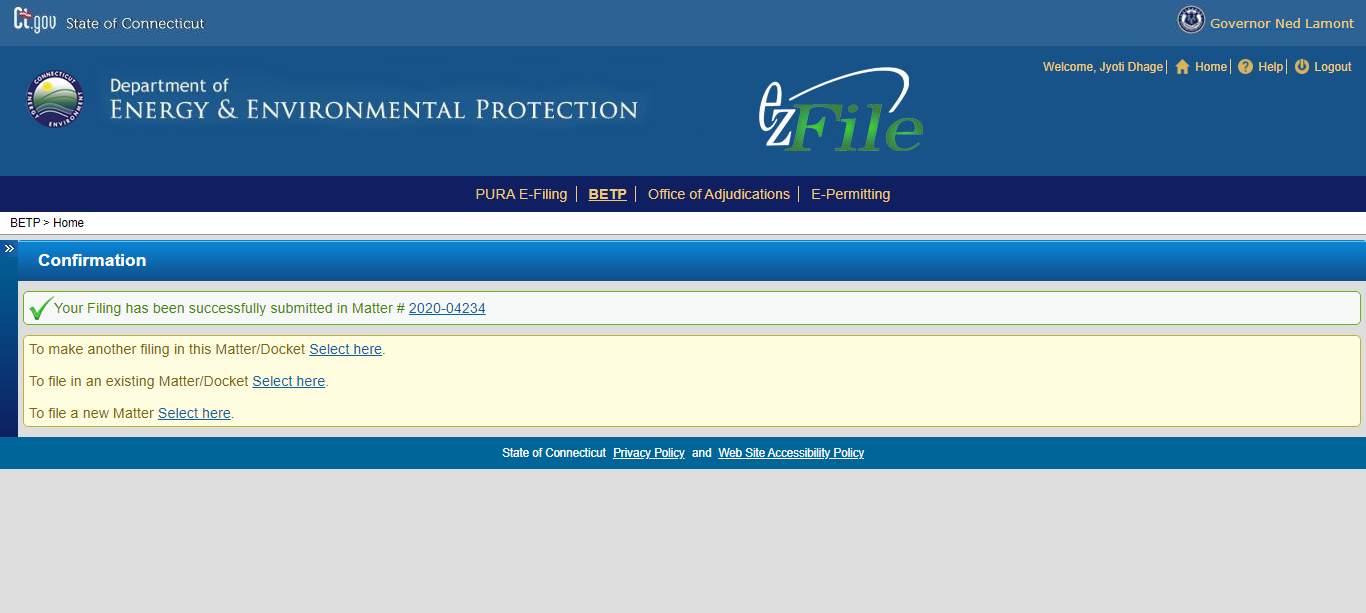 Ct.gov State of Connecticut
Governor Ned Lamont
Welcome, Jyoti Dhage| Home| Help| Logout
CONNECTICUT
ENERGY ENVIRONMENT
Department of
ENERGY & ENVIRONMENTAL PROTECTION
ezFile
PURA E-Filing | BETP | Office of Adjudications | E-Permitting
BETP > Home
»
Confirmation
Your Filing has been successfully submitted in Matter # 2020-04234
To make another filing in this Matter/Docket Select here.
To file in an existing Matter/Docket Select here.
To file a new Matter Select here.
State of Connecticut Privacy Policy and Web Site Accessibility Policy